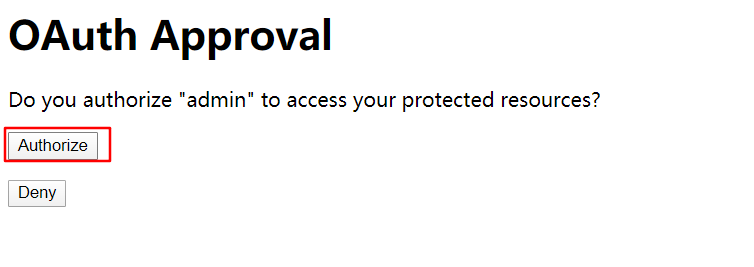 OAuth Approval
Do you authorize "admin" to access your protected resources?
Authorize
Deny